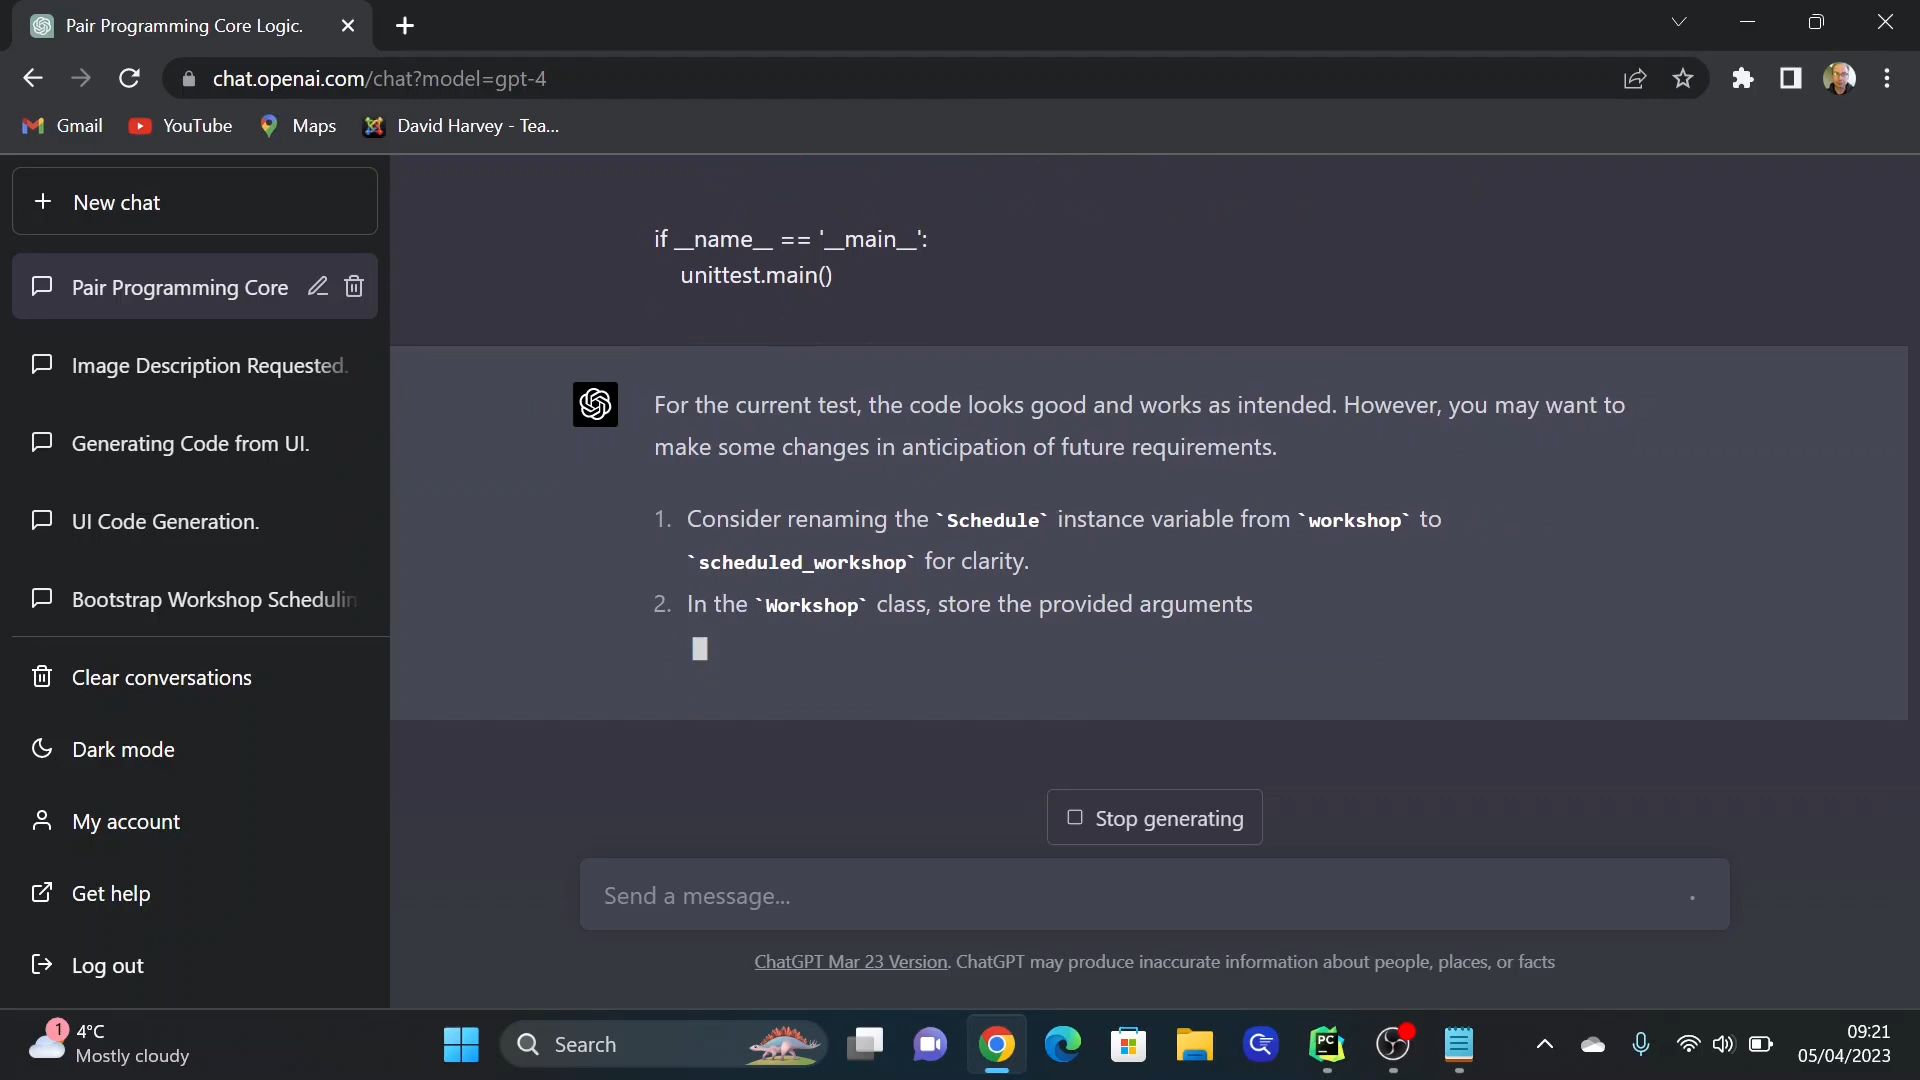 Pair Programming Core Logic.
chat.openai.com/chat?model=gpt-4
Gmail
YouTube
Maps
David Harvey - Tea...
New chat
Pair Programming Core
Image Description Requested.
Generating Code from UI.
UI Code Generation.
Bootstrap Workshop Schedulin
Clear conversations
Dark mode
My account
Get help
Log out
if __name__ == '__main__':
unittest.main()
For the current test, the code looks good and works as intended. However, you may want to
make some changes in anticipation of future requirements.
1. Consider renaming the `Schedule` instance variable from `workshop` to
`scheduled_workshop` for clarity.
2. In the `Workshop` class, store the provided arguments
Stop generating
Send a message...
ChatGPT Mar 23 Version. ChatGPT may produce inaccurate information about people, places, or facts
1
4°C
Mostly cloudy
Search
PC
09:21
05/04/2023